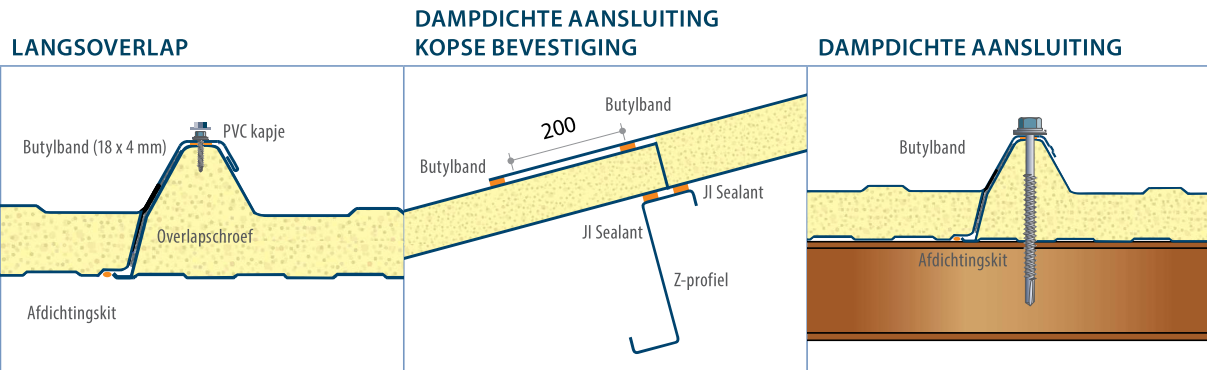 LANGSOVERLAP
Butylband (18 x 4 mm)
PVC kapje
Overlapschroef
Afdichtingskit
DAMPDICHTE AANSLUITING
KOPSE BEVESTIGING
Butylband
200
Butylband
JI Sealant
JI Sealant
Z-profiel
DAMPDICHTE AANSLUITING
Butylband
Afdichtingskit